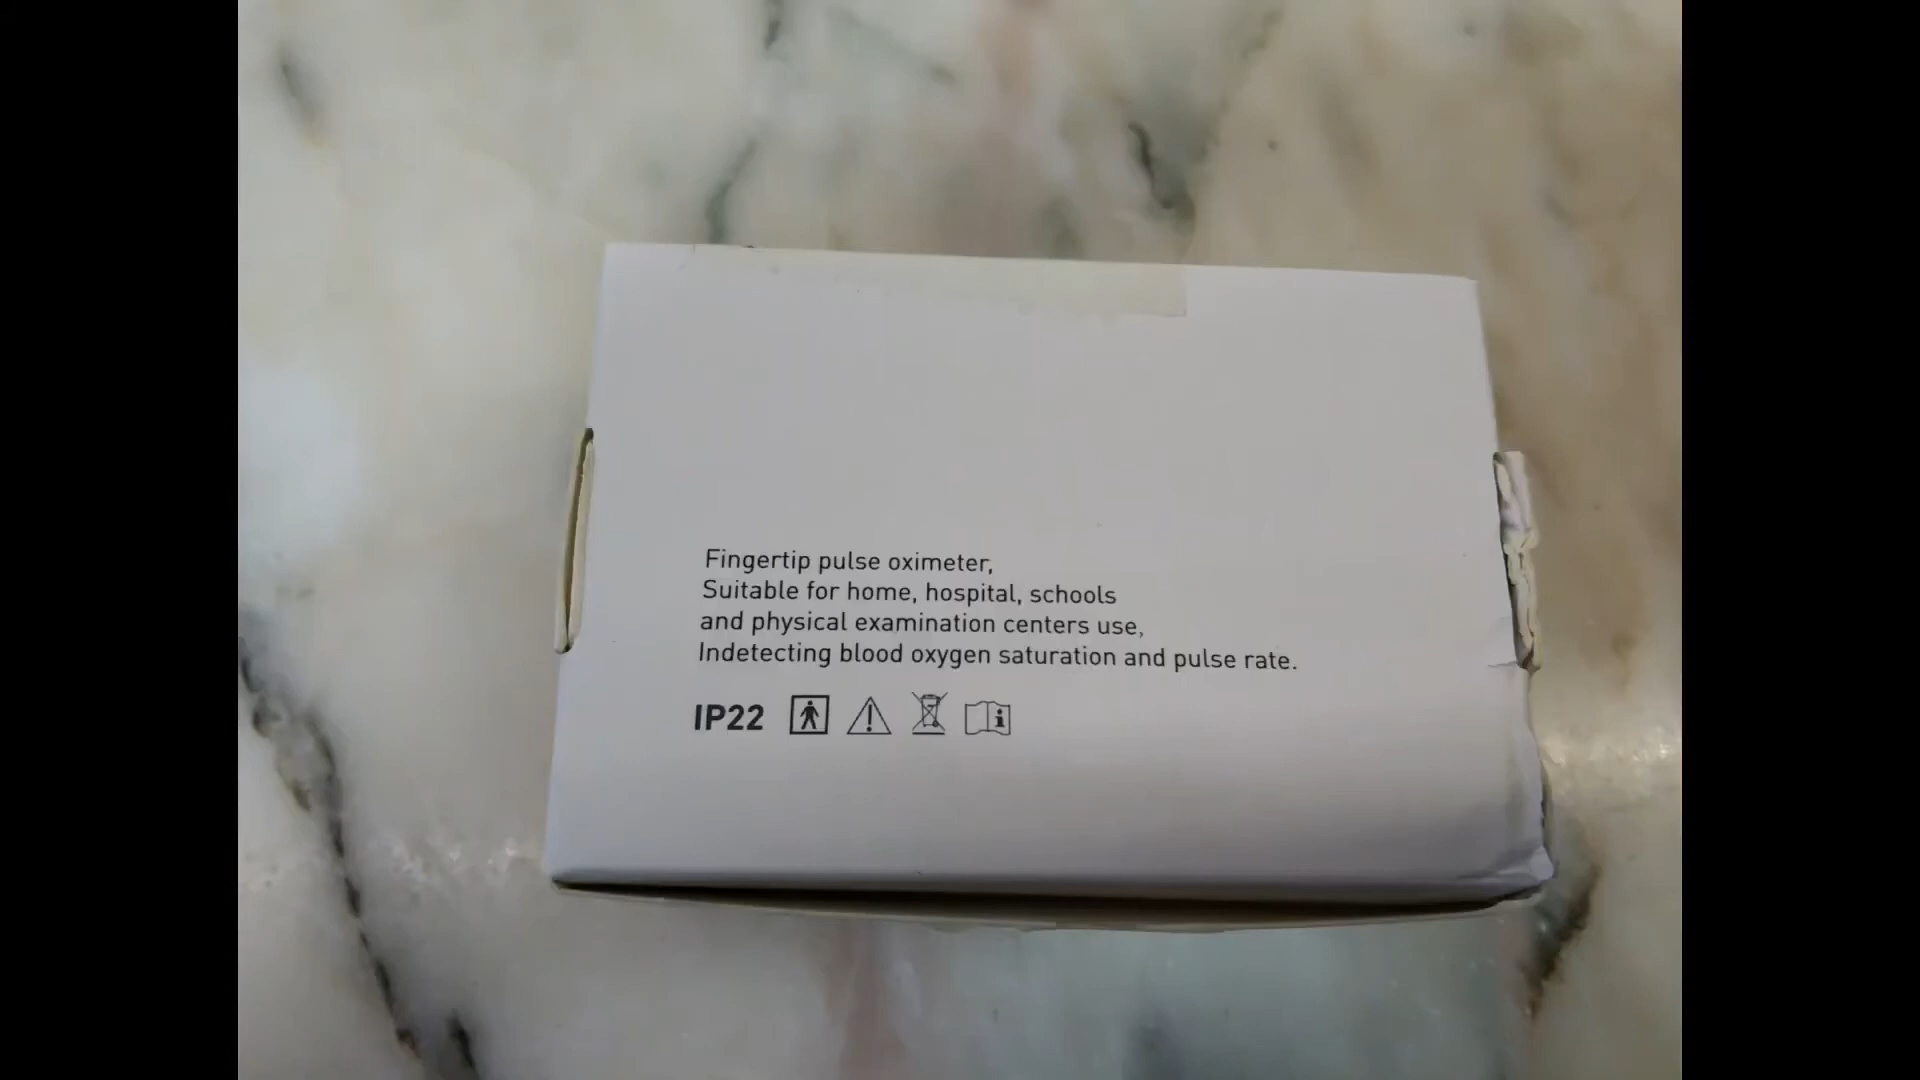 Fingertip pulse oximeter,
Suitable for home, hospital, schools
and physical examination centers use,
Indetecting blood oxygen saturation and pulse rate.
IP22